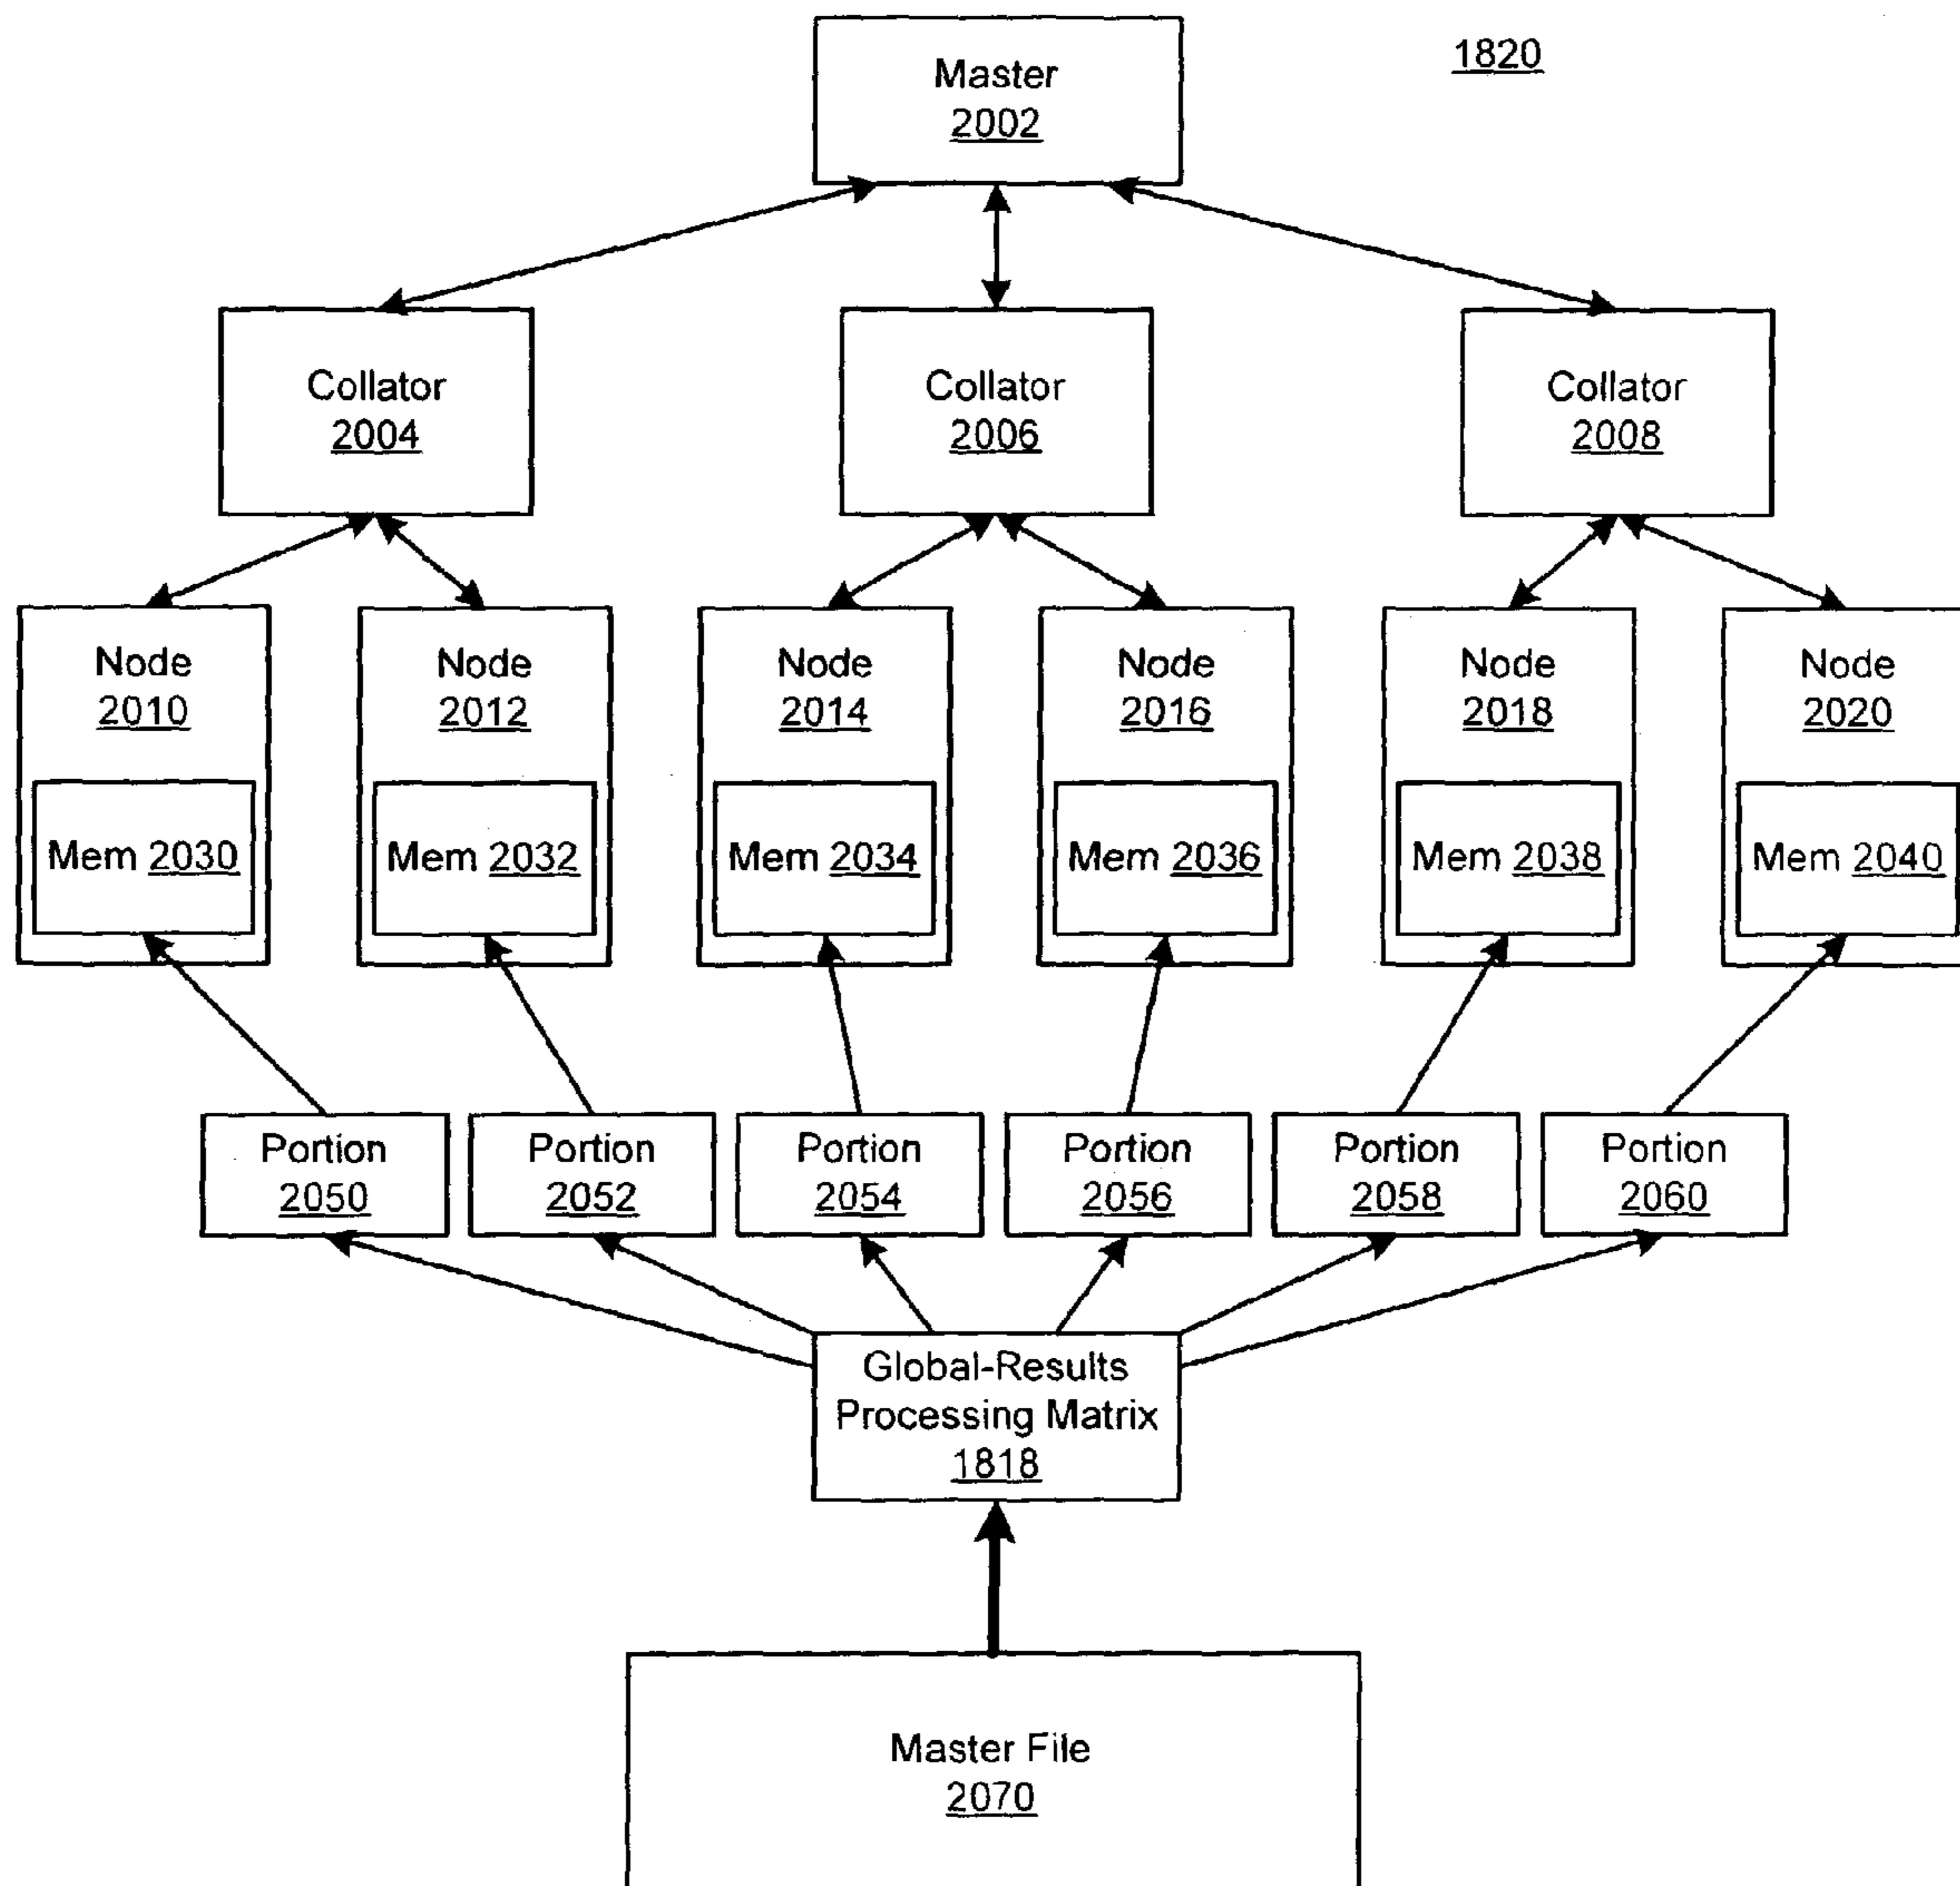 1820
Master
2002
Collator
2004
Collator
2006
Collator
2008
Node
2010
Node
2012
Node
2014
Node
2016
Node
2018
Node
2020
Mem 2030
Mem 2032
Mem 2034
Mem 2036
Mem 2038
Mem 2040
Portion
2050
Portion
2052
Portion
2054
Portion
2056
Portion
2058
Portion
2060
Global-Results
Processing Matrix
1818
Master File
2070